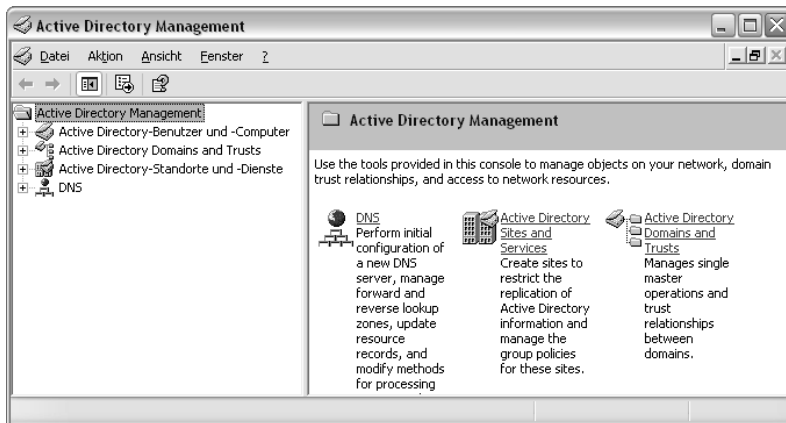 Active Directory Management
Datei Aktion Ansicht Fenster ?
Active Directory Management
Active Directory-Benutzer und -Computer
Active Directory Domains and Trusts
Active Directory-Standorte und -Dienste
DNS
Active Directory Management
Use the tools provided in this console to manage objects on your network, domain
trust relationships, and access to network resources.
DNS
Perform initial
configuration of
a new DNS
server, manage
forward and
reverse lookup
zones, update
resource
records, and
modify methods
for processing
Active Directory
Sites and
Services
Create sites to
restrict the
replication of
Active Directory
information and
manage the
group policies
for these sites.
Active Directory
Domains and
Trusts
Manages single
master
operations and
trust
relationships
between
domains.